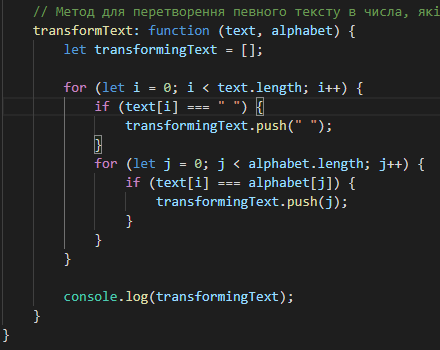 // Метод для перетворення певного тексту в числа, які
transformText: function (text, alphabet) {
let transformingText = [];
for (let i = 0; i < text.length; i++) {
if (text[i] === " ") {
transformingText.push(" ");
}
for (let j = 0; j < alphabet.length; j++) {
if (text[i] === alphabet[j]) {
transformingText.push(j);
}
}
}
console.log(transformingText);
}
}